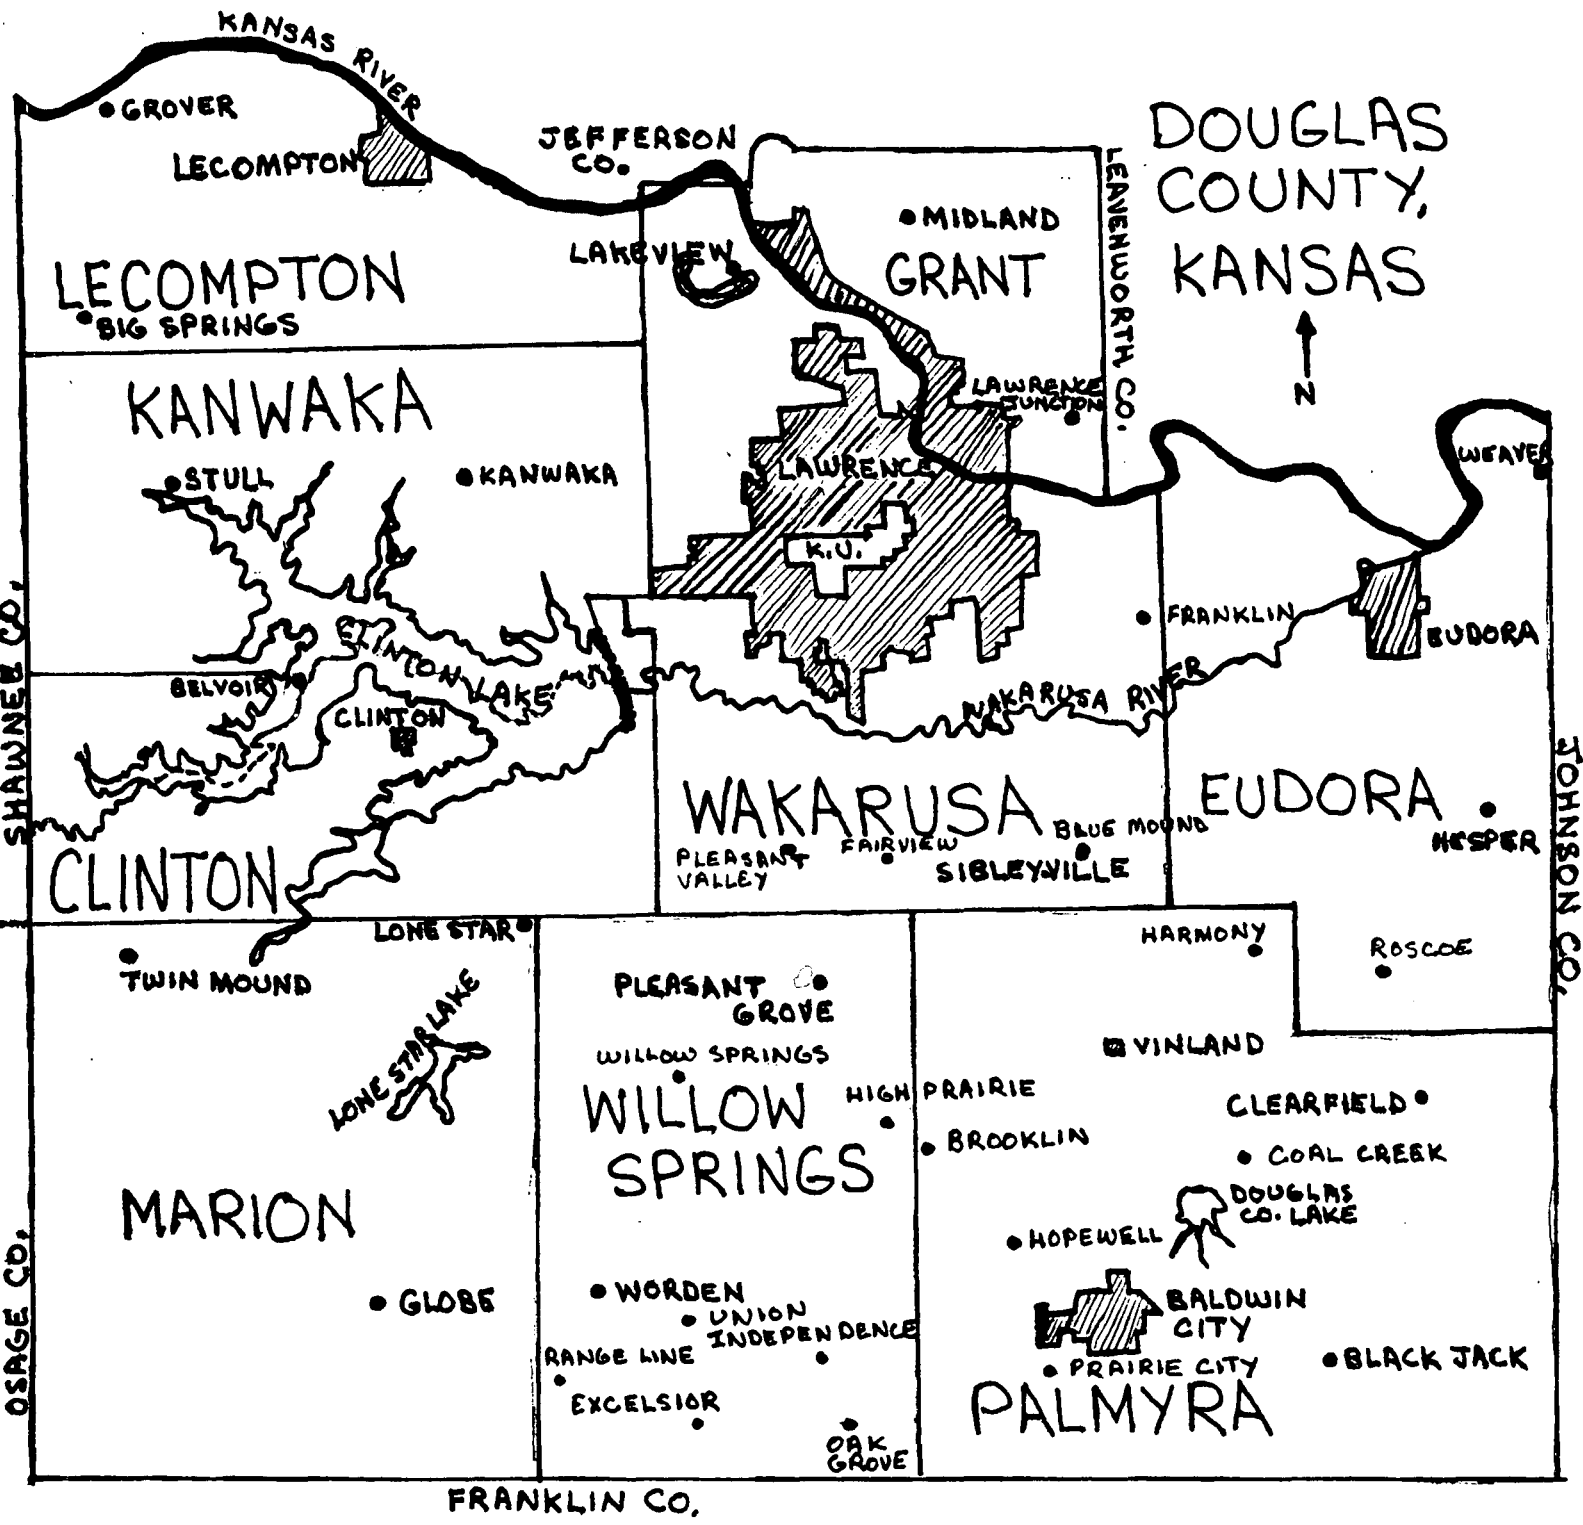 KANSAS RIVER
GROVER
LECOMPTON
JEFFERSON
CO.
DOUGLAS
COUNTY,
KANSAS
N
LEAVENWORTH CO.
MIDLAND
GRANT
LAKEVIEW
LECOMPTON
BIG SPRINGS
KANWAKA
STULL
KANWAKA
LAWRENCE
JUNCTION
LAWRENCE
K.U.
WEAVER
FRANKLIN
EUDORA
SHAWNEE CO.
CLINTON LAKE
BELVOIR
CLINTON
WAKARUSA RIVER
WAKARUSA
EUDORA
JOHNSON CO.
HESPER
BLUE MOUND
FAIRVIEW
PLEASANT
VALLEY
SIBLEYVILLE
CLINTON
LONE STAR
TWIN MOUND
LONE STAR LAKE
PLEASANT
GROVE
HARMONY
ROSCOE
WILLOW SPRINGS
VINLAND
WILLOW
SPRINGS
HIGH PRAIRIE
BROOKLIN
CLEARFIELD
COAL CREEK
DOUGLAS
CO. LAKE
MARION
HOPEWELL
GLOBE
WORDEN
UNION
INDEPENDENCE
BALDWIN
CITY
RANGE LINE
EXCELSIOR
PRAIRIE CITY
BLACK JACK
PALMYRA
OAK
GROVE
OSAGE CO.
FRANKLIN CO.